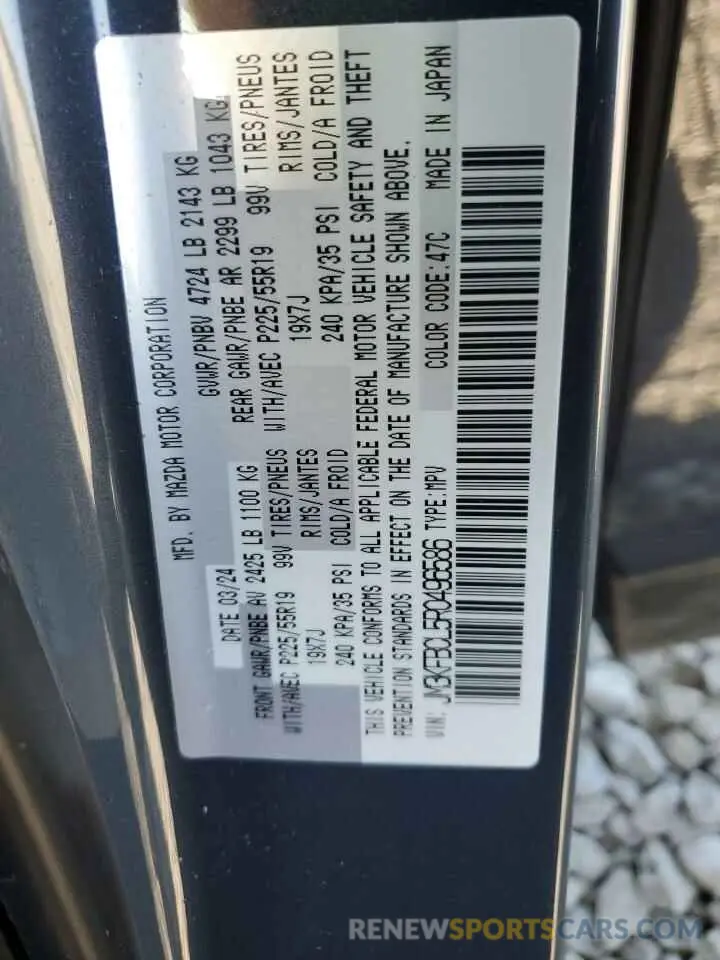 MFD. BY MAZDA MOTOR CORPORATION
DATE 03/24 GVWR/PNBV 4724 LB 2143 KG
FRONT GAWR/PNBE AV 2425 LB 1100 KG REAR GAWR/PNBE AR 2299 LB 1043 KG
WITH/AVEC P225/55R19 99V TIRES/PNEUS WITH/AVEC P225/55R19 99V TIRES/PNEUS
19X7J RIMS/JANTES 19X7J RIMS/JANTES
240 KPA/35 PSI COLD/A FROID 240 KPA/35 PSI COLD/A FROID
THIS VEHICLE CONFORMS TO ALL APPLICABLE FEDERAL MOTOR VEHICLE SAFETY AND THEFT
PREVENTION STANDARDS IN EFFECT ON THE DATE OF MANUFACTURE SHOWN ABOVE.
VIN: JM3KFBCL5R0496586 TYPE:MPV COLOR CODE:47C MADE IN JAPAN
RENEWSPORTSCARS.COM